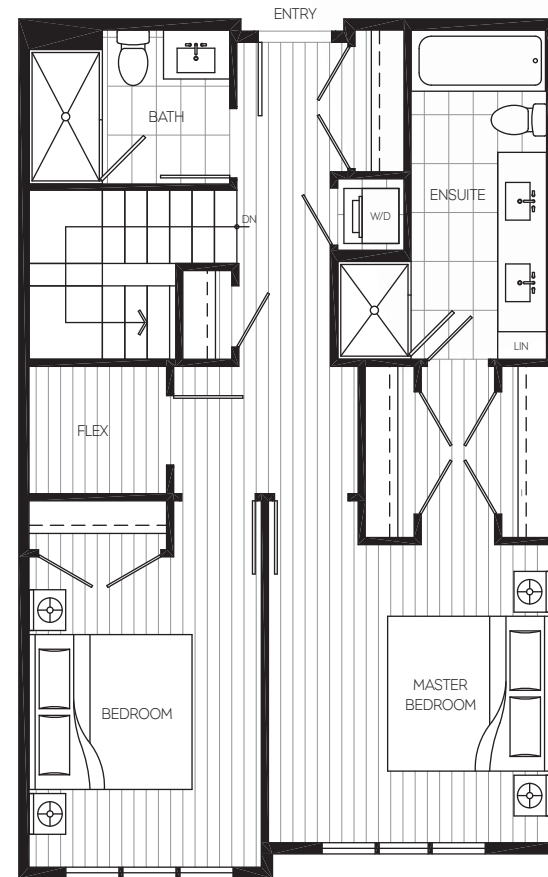 ENTRY
BATH
ENSUITE
DN
W/D
LIN
FLEX
MASTER
BEDROOM
BEDROOM